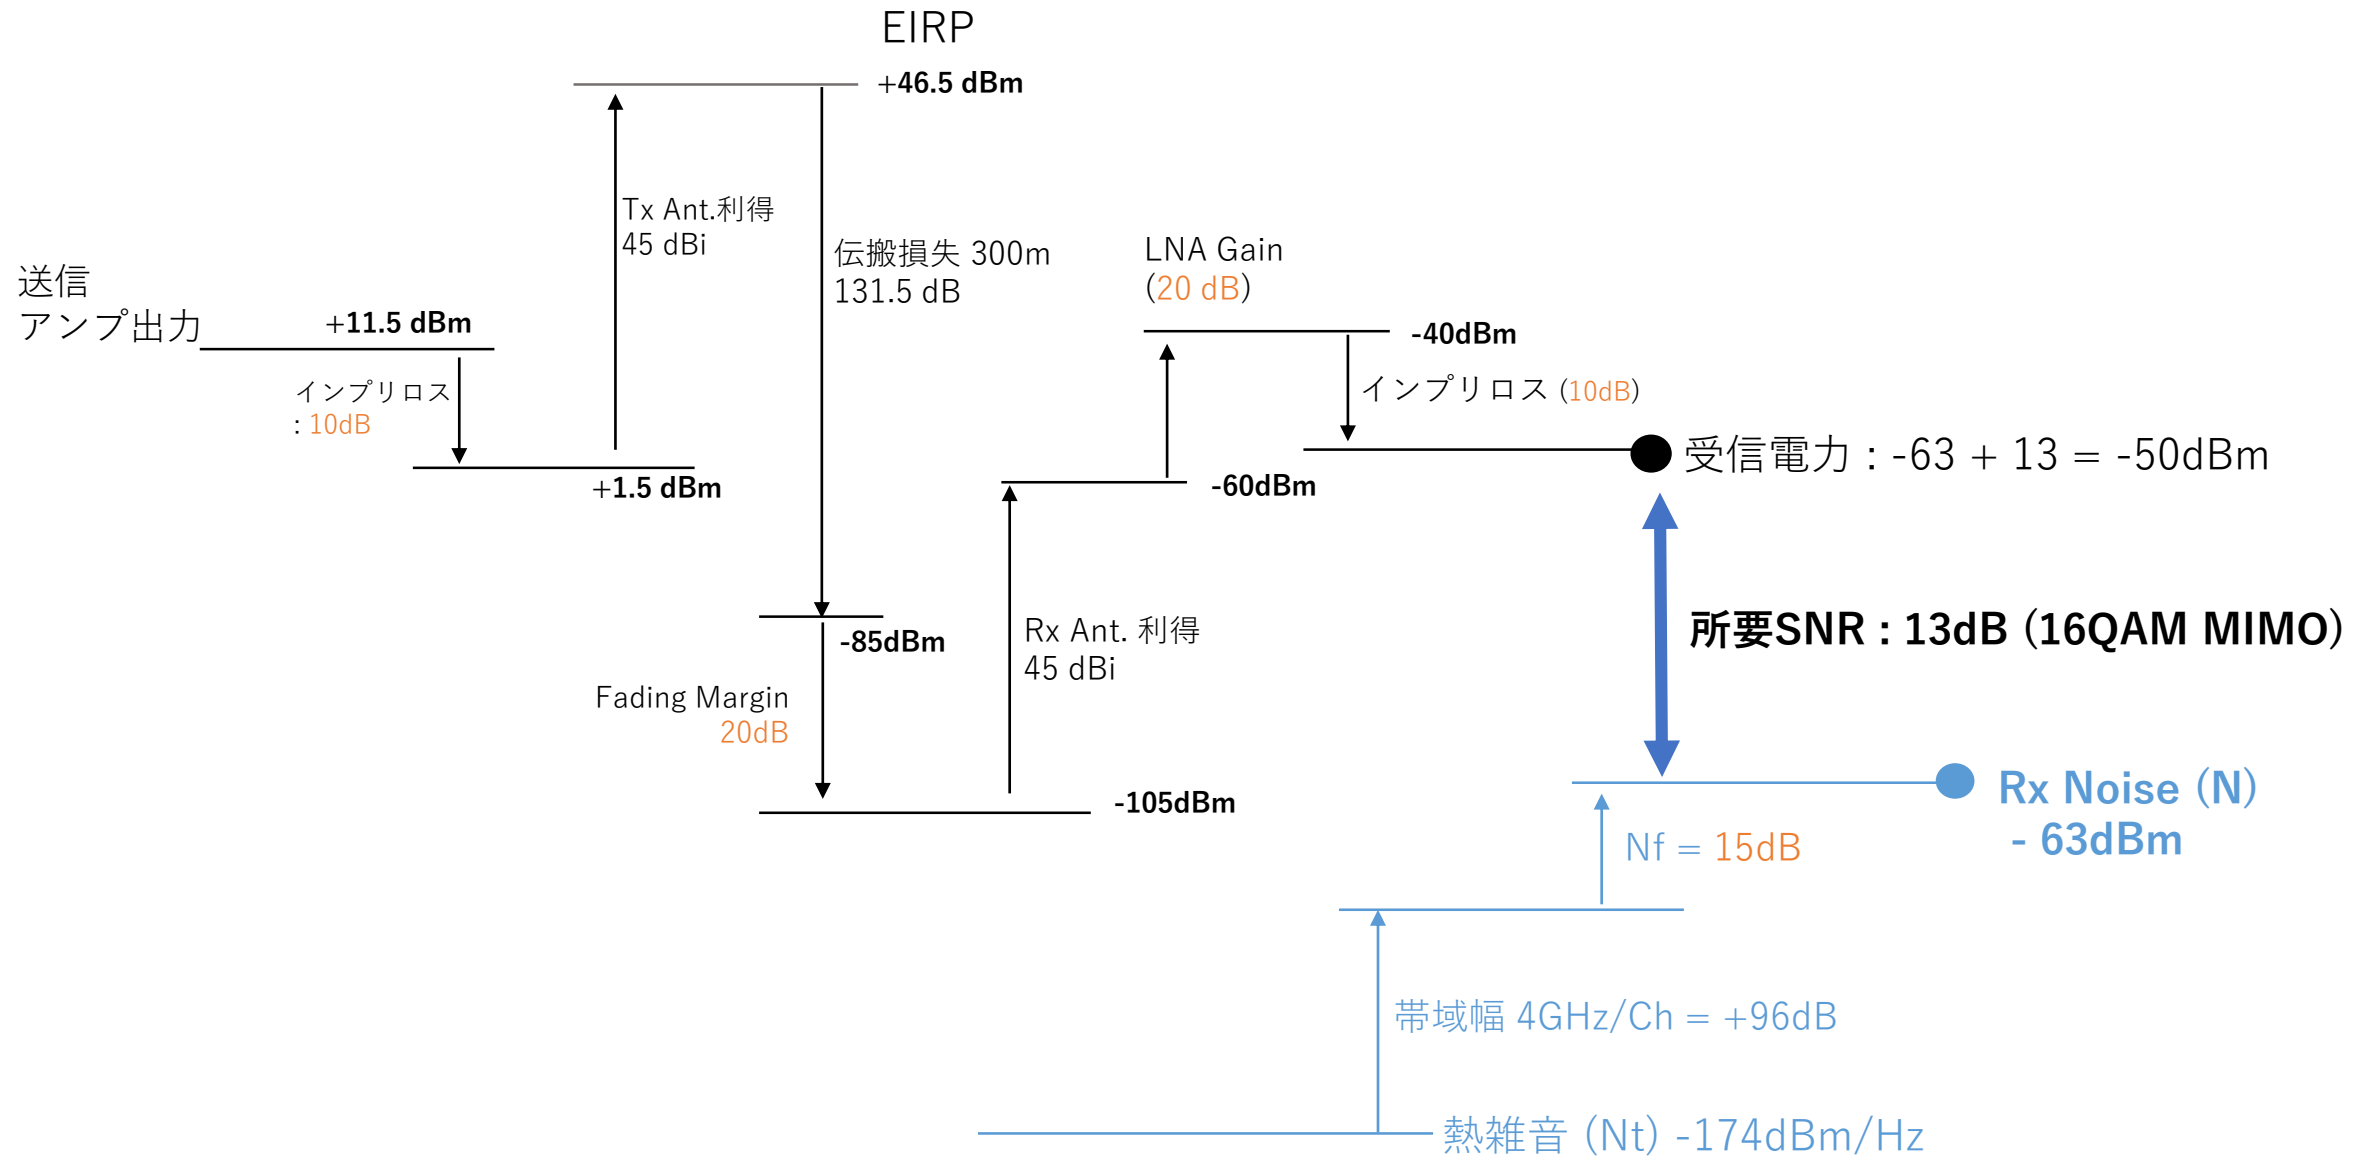 EIRP
+46.5 dBm
Tx Ant.利得
45 dBi
伝搬損失 300m
131.5 dB
LNA Gain
(20 dB)
送信
アンプ出力
+11.5 dBm
-40dBm
インプリロス
: 10dB
インプリロス (10dB)
受信電力：-63 + 13 = -50dBm
+1.5 dBm
-60dBm
所要SNR : 13dB (16QAM MIMO)
-85dBm
Rx Ant. 利得
45 dBi
Fading Margin
20dB
-105dBm
Rx Noise (N)
- 63dBm
Nf = 15dB
帯域幅 4GHz/Ch = +96dB
熱雑音 (Nt) -174dBm/Hz